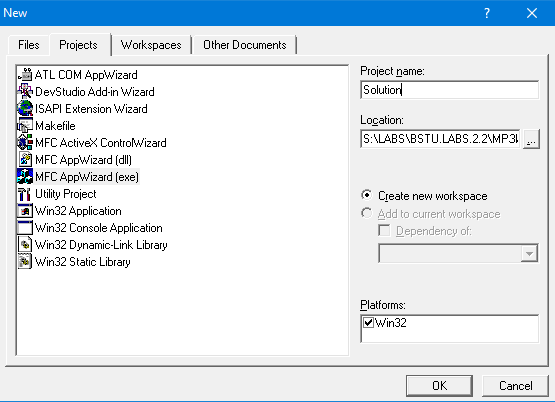 New
?
Files
Projects
Workspaces
Other Documents
ATL COM AppWizard
DevStudio Add-in Wizard
ISAPI Extension Wizard
Makefile
MFC ActiveX ControlWizard
MFC AppWizard (dll)
MFC AppWizard (exe)
Utility Project
Win32 Application
Win32 Console Application
Win32 Dynamic-Link Library
Win32 Static Library
Project name:
Solution
Location:
S:\LABS\BSTU.LABS.2.2\MP3\
...
Create new workspace
Add to current workspace
Dependency of:
Platforms:
Win32
OK
Cancel